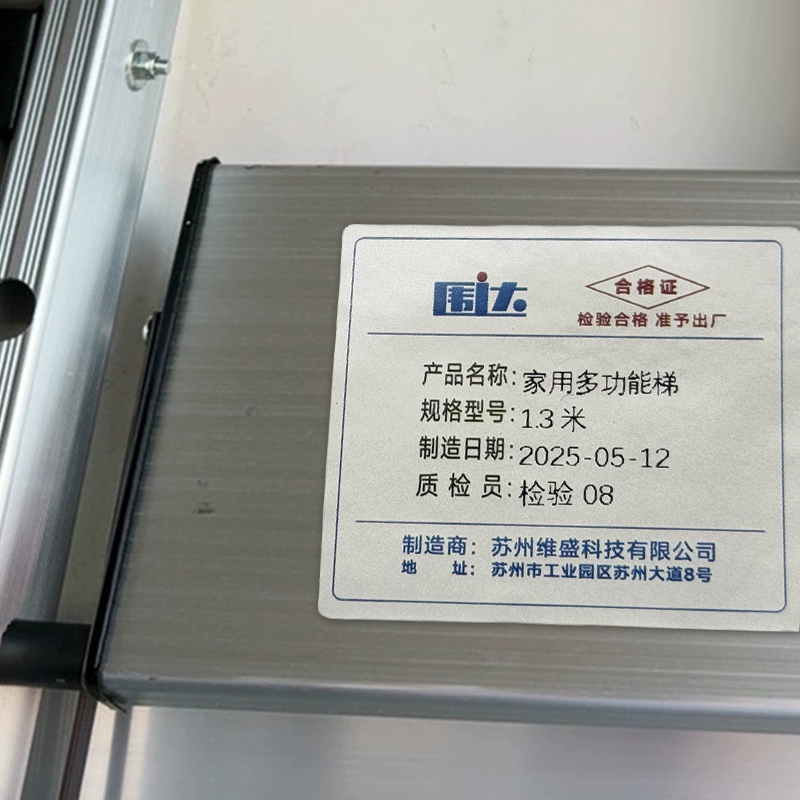 围达
合格证
检验合格 准予出厂
产品名称：家用多功能梯
规格型号：1.3 米
制造日期：2025-05-12
质检员：检验 08
制造商：苏州维盛科技有限公司
地址：苏州市工业园区苏州大道8号